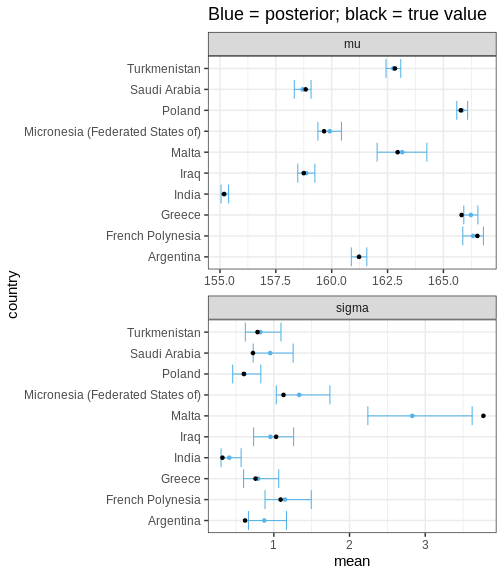 Blue = posterior; black = true value
mu
Turkmenistan
Saudi Arabia
Poland
Micronesia (Federated States of)
Malta
Iraq
India
Greece
French Polynesia
Argentina
155.0 157.5 160.0 162.5 165.0
country
sigma
Turkmenistan
Saudi Arabia
Poland
Micronesia (Federated States of)
Malta
Iraq
India
Greece
French Polynesia
Argentina
1 2 3
mean